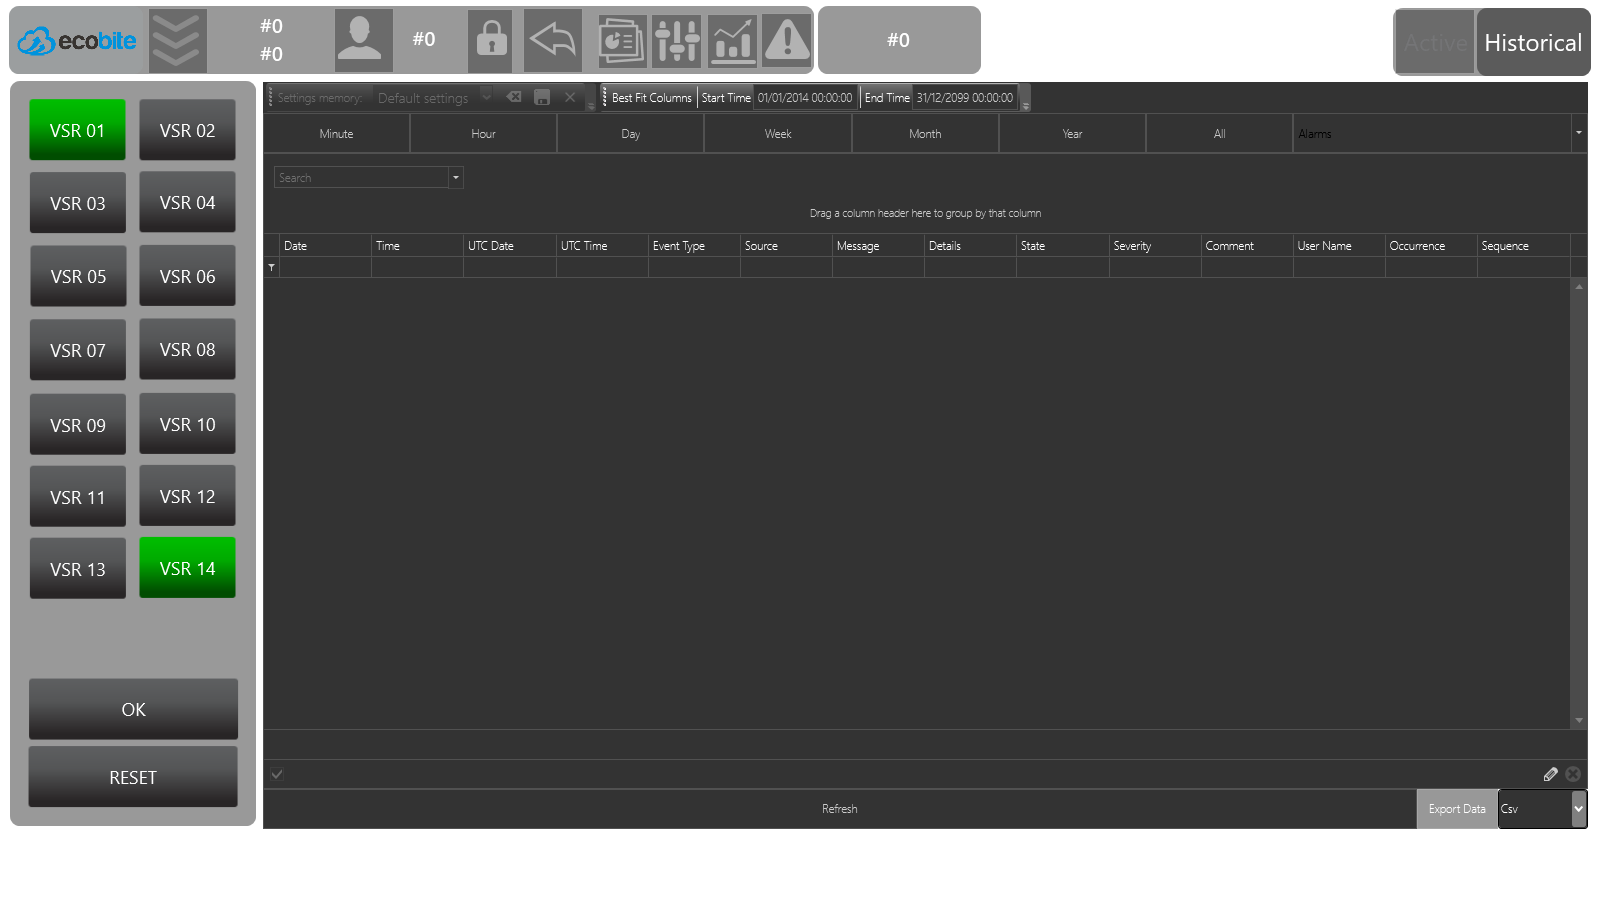 ecobite
#0
#0
#0
#0
Active
Historical
VSR 01
VSR 02
VSR 03
VSR 04
VSR 05
VSR 06
VSR 07
VSR 08
VSR 09
VSR 10
VSR 11
VSR 12
VSR 13
VSR 14
OK
RESET
Settings memory: Default settings Best Fit Columns Start Time 01/01/2014 00:00:00 End Time 31/12/2099 00:00:00
Minute Hour Day Week Month Year All Alarms
Search
Drag a column header here to group by that column
Date Time UTC Date UTC Time Event Type Source Message Details State Severity Comment User Name Occurrence Sequence
Refresh Export Data Csv